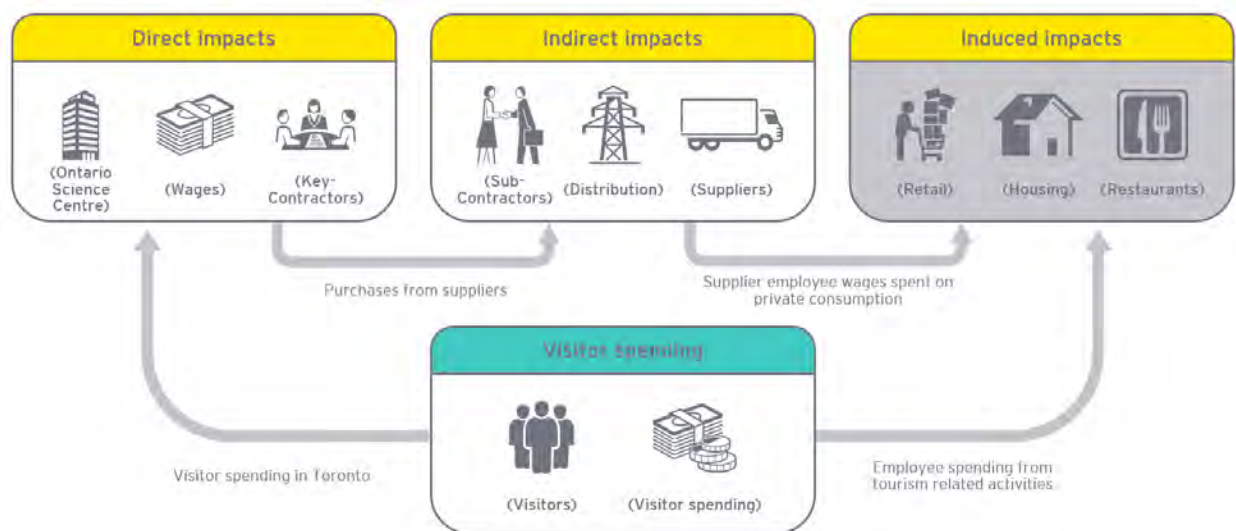 Direct impacts
(Ontario
Science
Centre)
(Wages)
(Key-
Contractors)
Indirect impacts
(Sub-
Contractors)
(Distribution)
(Suppliers)
Induced impacts
(Retail)
(Housing)
(Restaurants)
Purchases from suppliers
Supplier employee wages spent on
private consumption
Visitor spending
(Visitors)
(Visitor spending)
Visitor spending in Toronto
Employee spending from
tourism related activities